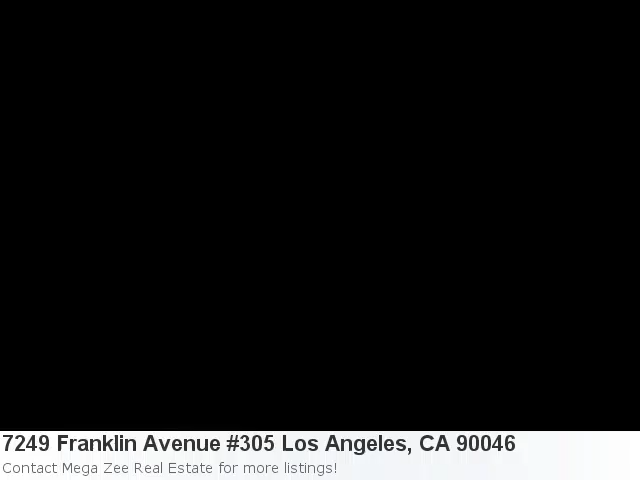 7249 Franklin Avenue #305 Los Angeles, CA 90046
Contact Mega Zee Real Estate for more listings!